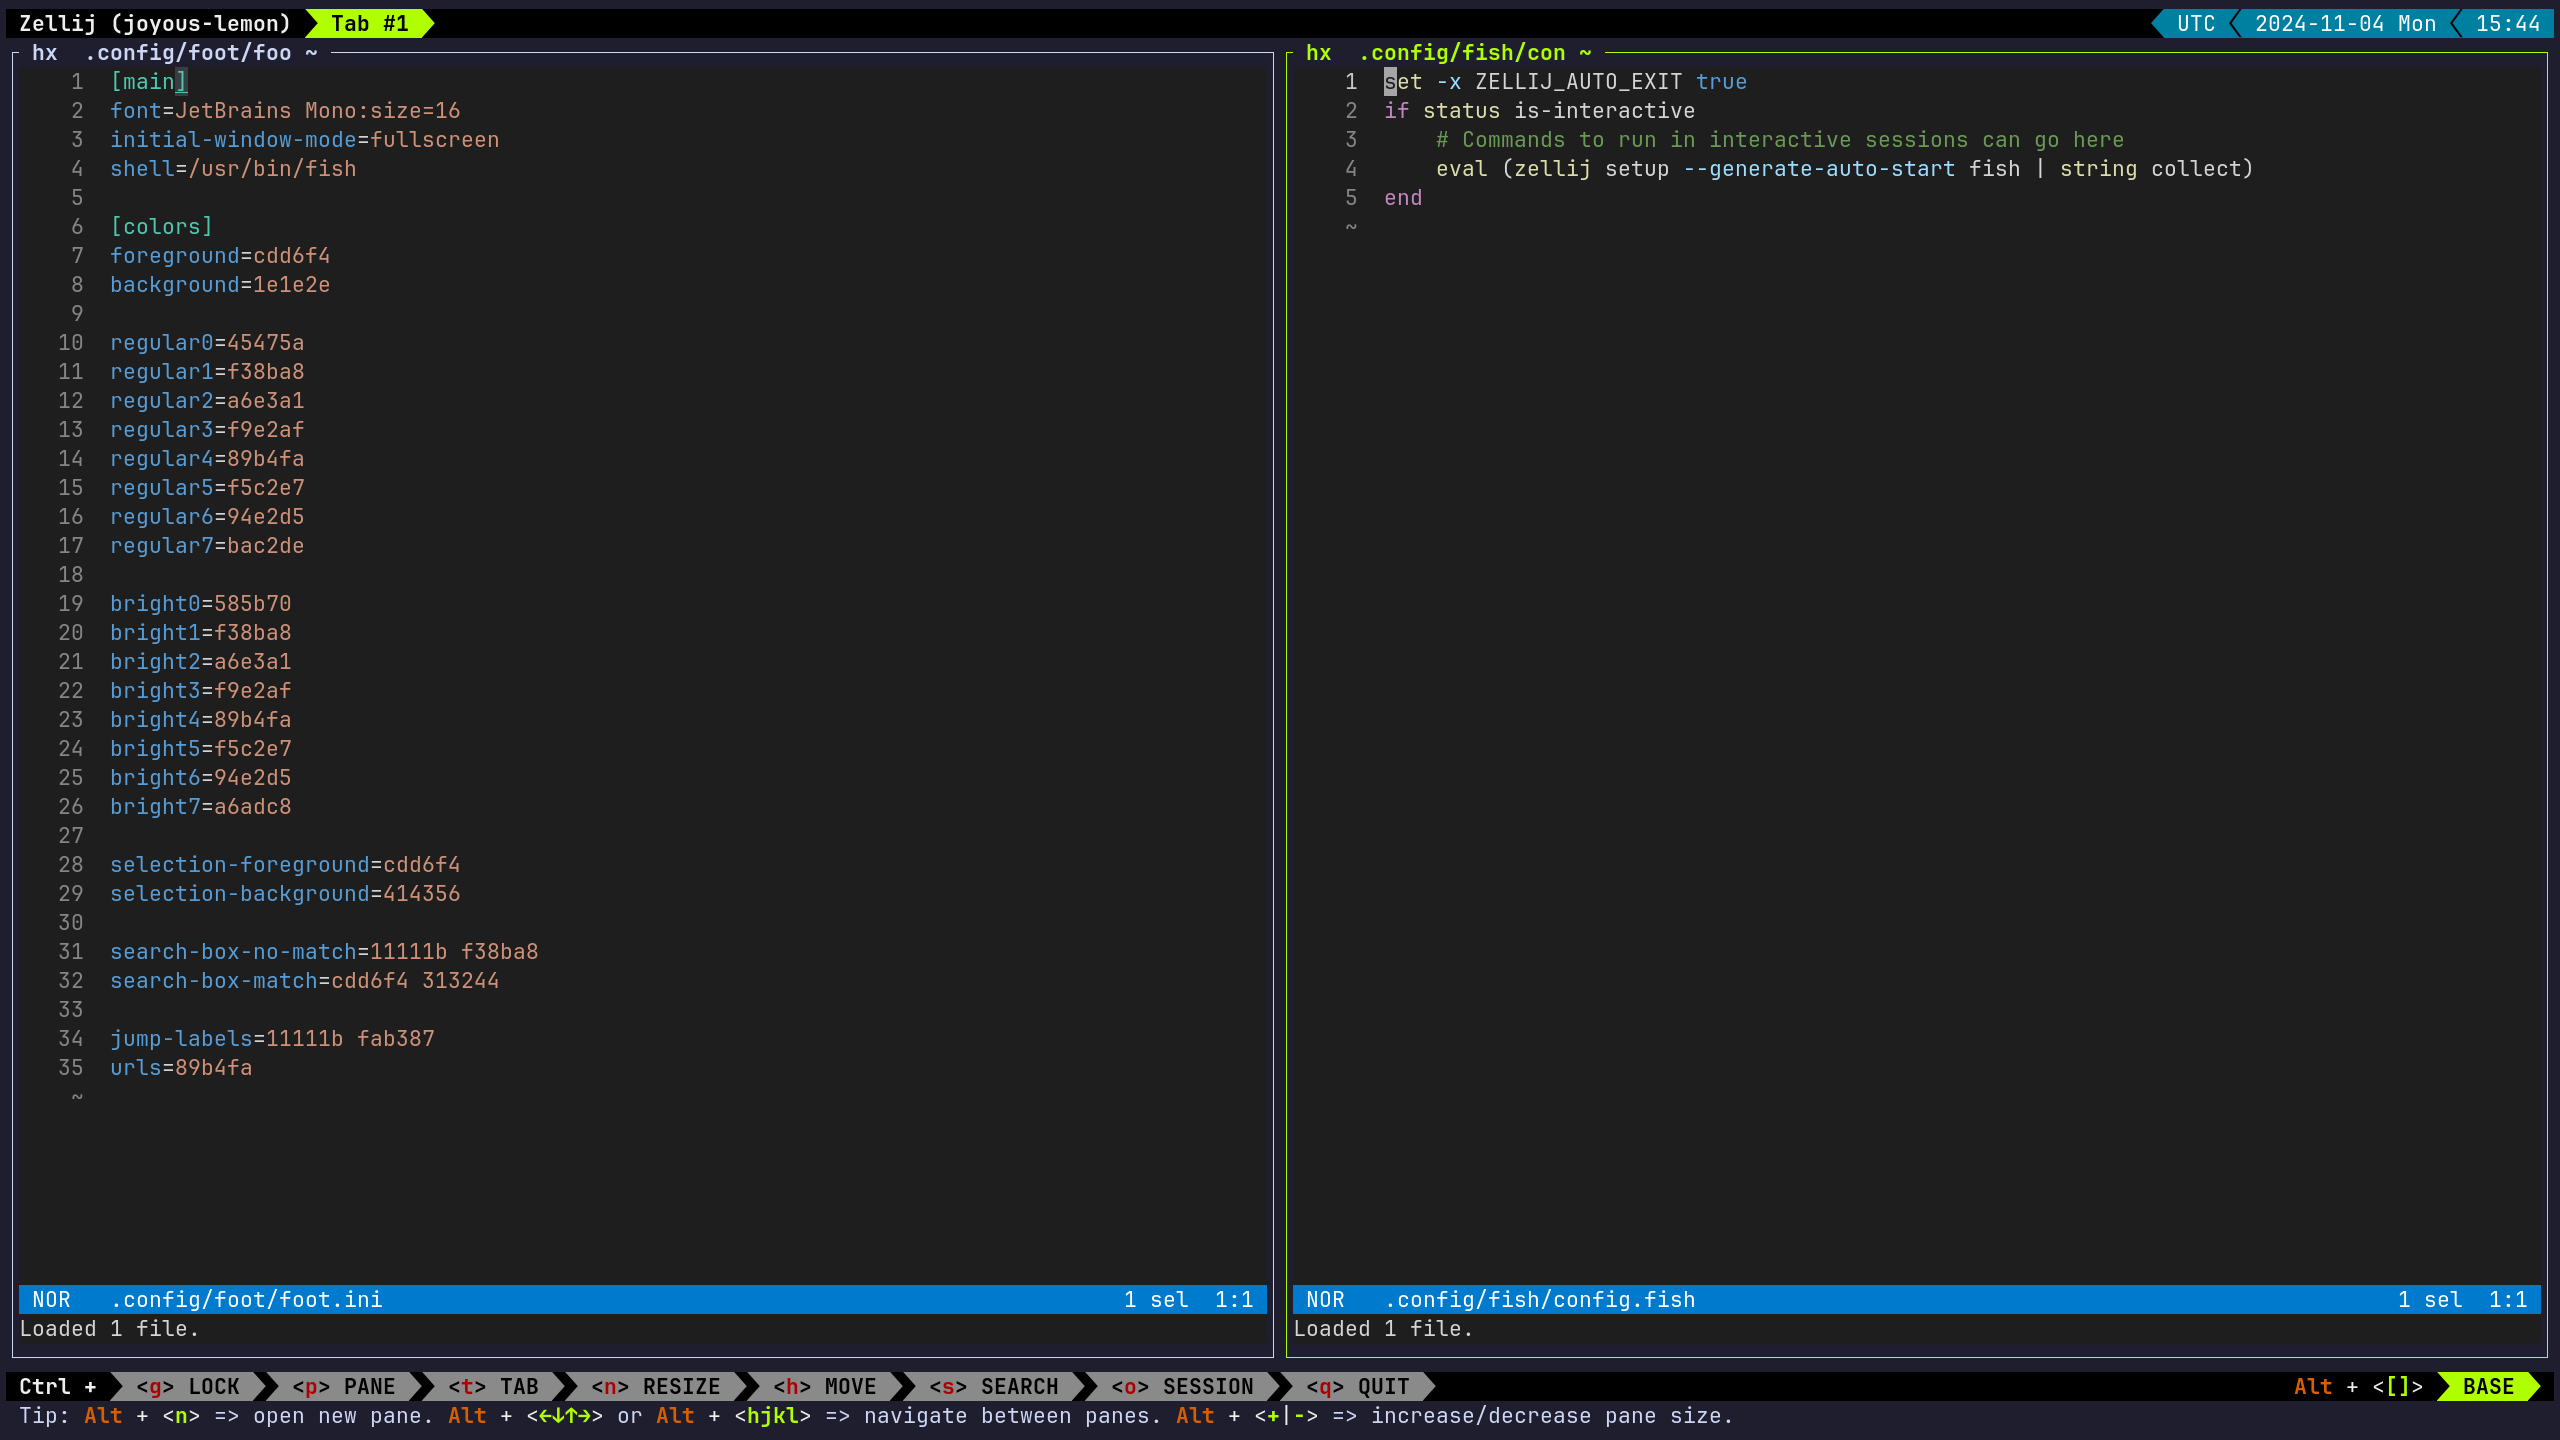 Zellij (joyous-lemon) Tab #1 UTC 2024-11-04 Mon 15:44
hx .config/foot/foo ~
1 [main]
2 font=JetBrains Mono:size=16
3 initial-window-mode=fullscreen
4 shell=/usr/bin/fish
5
6 [colors]
7 foreground=cdd6f4
8 background=1e1e2e
9
10 regular0=45475a
11 regular1=f38ba8
12 regular2=a6e3a1
13 regular3=f9e2af
14 regular4=89b4fa
15 regular5=f5c2e7
16 regular6=94e2d5
17 regular7=bac2de
18
19 bright0=585b70
20 bright1=f38ba8
21 bright2=a6e3a1
22 bright3=f9e2af
23 bright4=89b4fa
24 bright5=f5c2e7
25 bright6=94e2d5
26 bright7=a6adc8
27
28 selection-foreground=cdd6f4
29 selection-background=414356
30
31 search-box-no-match=11111b f38ba8
32 search-box-match=cdd6f4 313244
33
34 jump-labels=11111b fab387
35 urls=89b4fa
~
NOR .config/foot/foot.ini 1 sel 1:1
Loaded 1 file.
hx .config/fish/con ~
1 set -x ZELLIJ_AUTO_EXIT true
2 if status is-interactive
3 # Commands to run in interactive sessions can go here
4 eval (zellij setup --generate-auto-start fish | string collect)
5 end
~
NOR .config/fish/config.fish 1 sel 1:1
Loaded 1 file.
Ctrl + <g> LOCK <p> PANE <t> TAB <n> RESIZE <h> MOVE <s> SEARCH <o> SESSION <q> QUIT Alt + <[]> BASE
Tip: Alt + <n> => open new pane. Alt + <←↓↑→> or Alt + <hjkl> => navigate between panes. Alt + <+|-> => increase/decrease pane size.